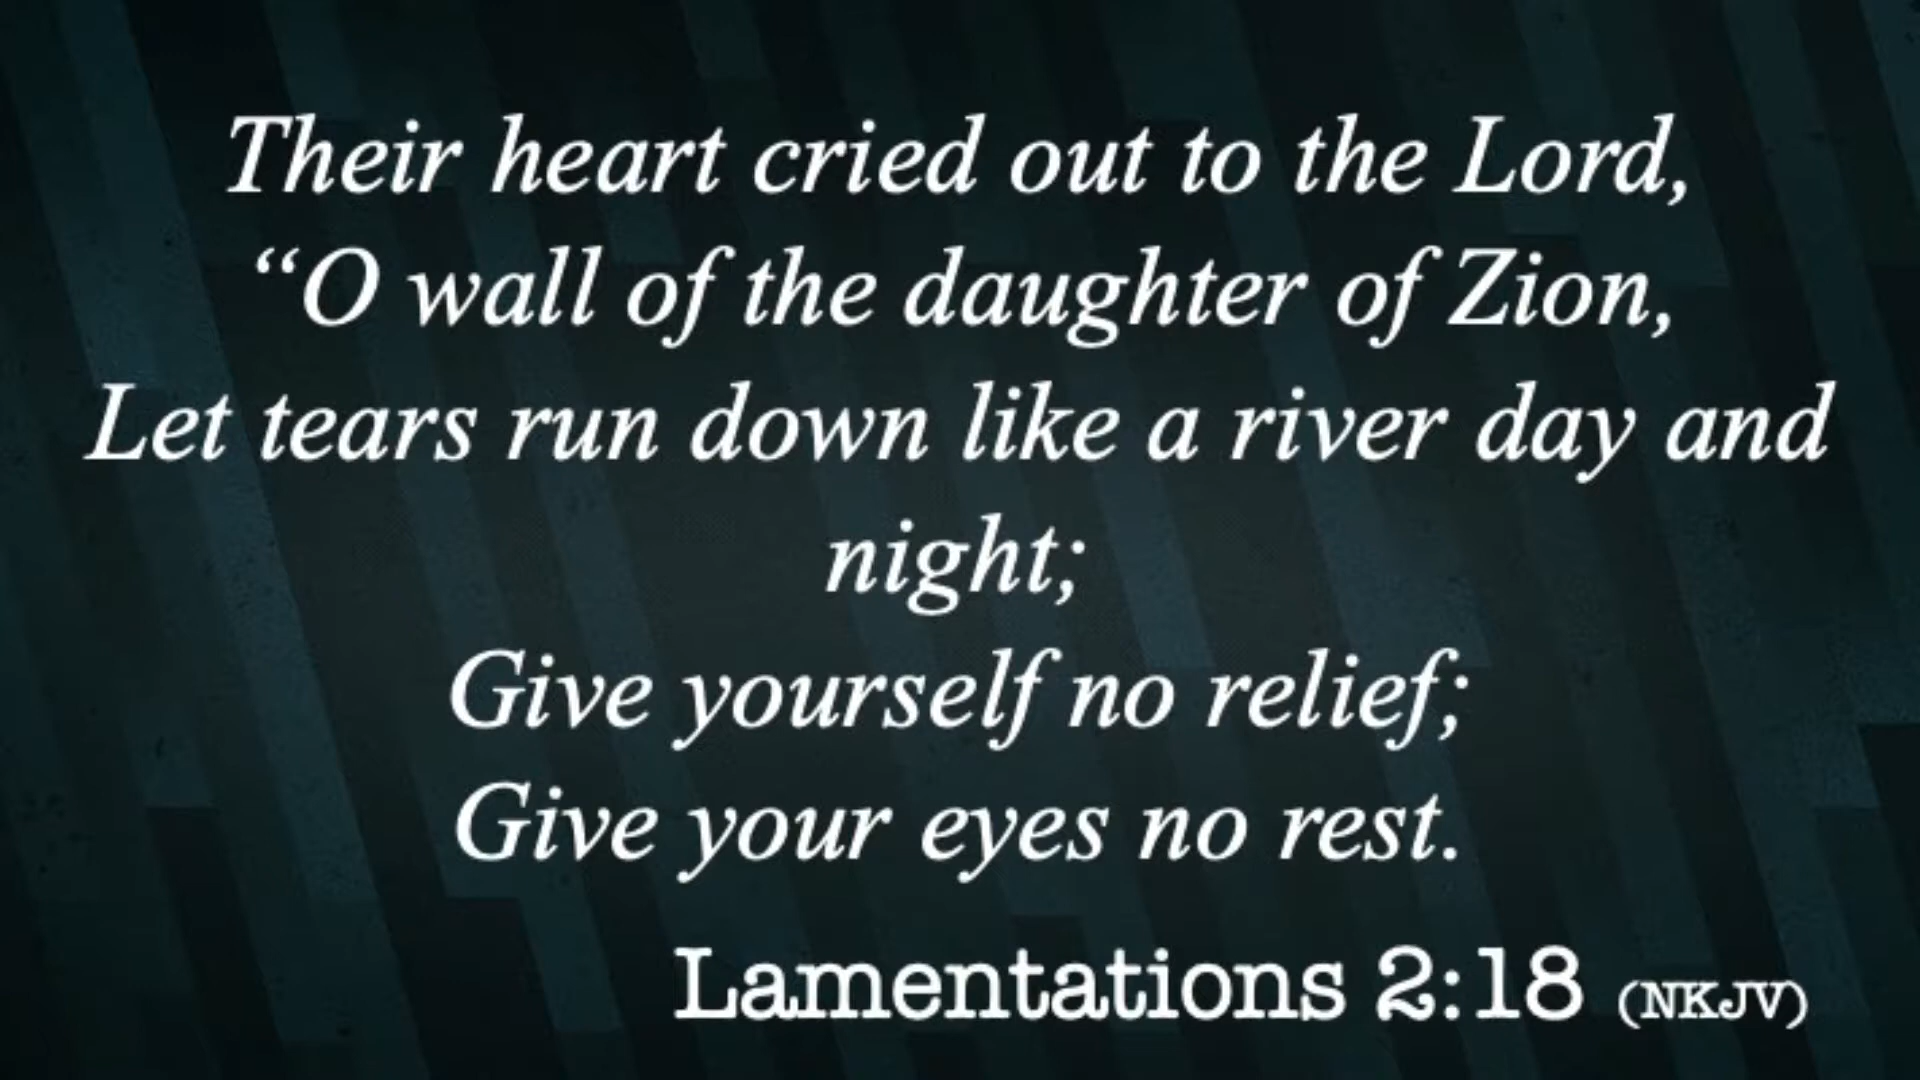 Their heart cried out to the Lord,
“O wall of the daughter of Zion,
Let tears run down like a river day and
night;
Give yourself no relief;
Give your eyes no rest.
Lamentations 2:18 (NKJV)